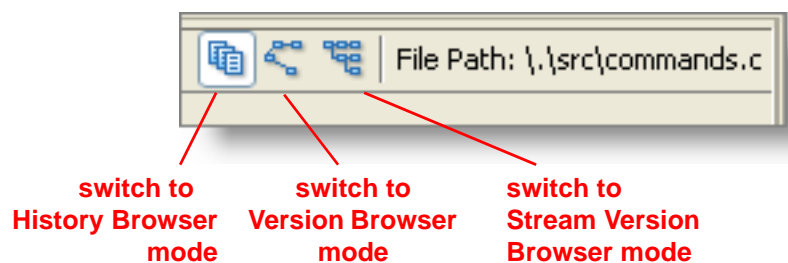 File Path: \.\src\commands.c
switch to
History Browser
mode
switch to
Version Browser
mode
switch to
Stream Version
Browser mode